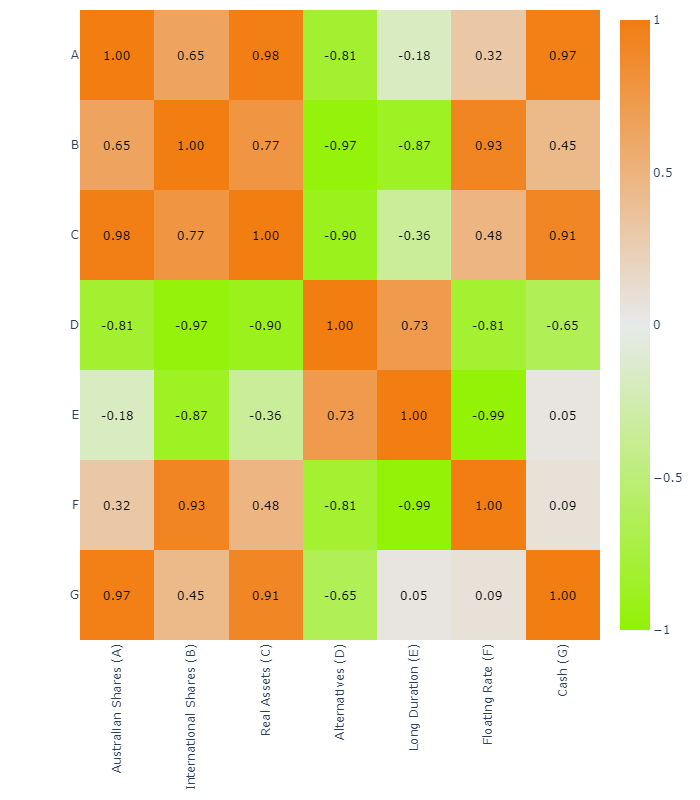 A 1.00 0.65 0.98 −0.81 −0.18 0.32 0.97
B 0.65 1.00 0.77 −0.97 −0.87 0.93 0.45
C 0.98 0.77 1.00 −0.90 −0.36 0.48 0.91
D −0.81 −0.97 −0.90 1.00 0.73 −0.81 −0.65
E −0.18 −0.87 −0.36 0.73 1.00 −0.99 0.05
F 0.32 0.93 0.48 −0.81 −0.99 1.00 0.09
G 0.97 0.45 0.91 −0.65 0.05 0.09 1.00
Australian Shares (A)
International Shares (B)
Real Assets (C)
Alternatives (D)
Long Duration (E)
Floating Rate (F)
Cash (G)
1
0.5
0
−0.5
−1